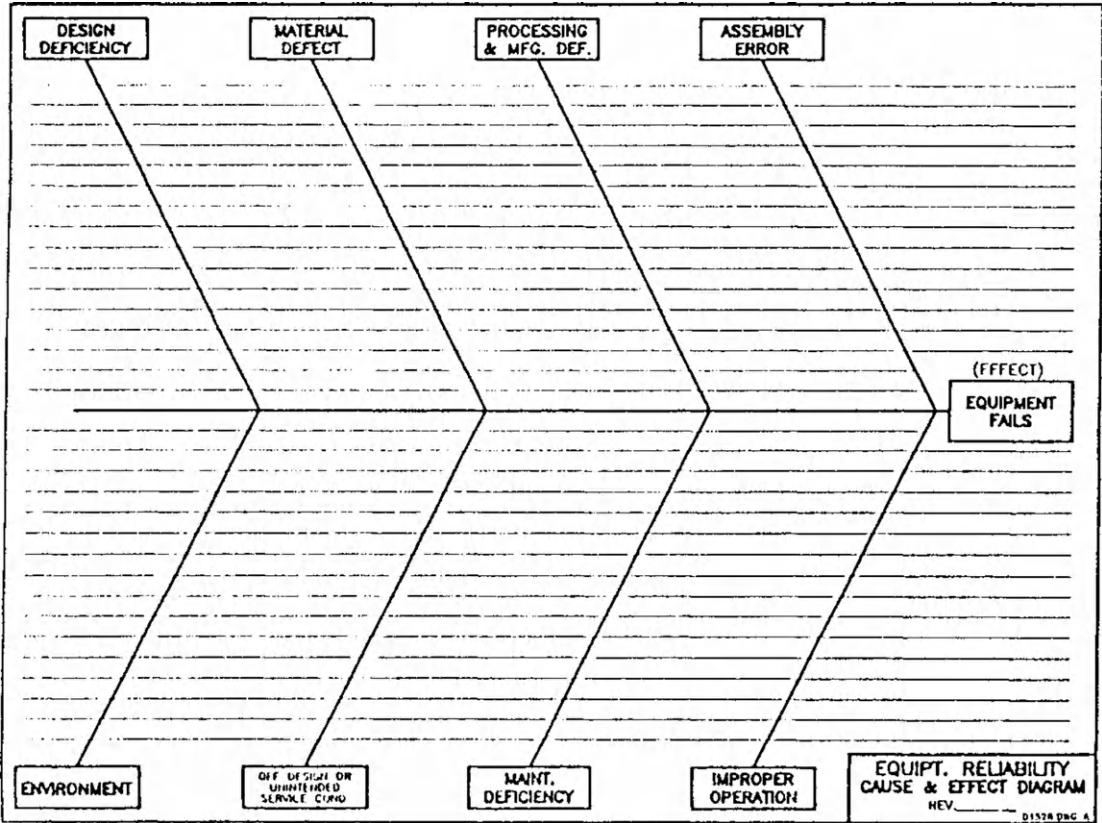 DESIGN
DEFICIENCY
MATERIAL
DEFECT
PROCESSING
& MFG. DEF.
ASSEMBLY
ERROR
(EFFECT)
EQUIPMENT
FAILS
ENVIRONMENT
OFF DESIGN OR
UNINTENDED
SERVICE COND
MAINT.
DEFICIENCY
IMPROPER
OPERATION
EQUIPT. RELIABILITY
CAUSE & EFFECT DIAGRAM
REV.